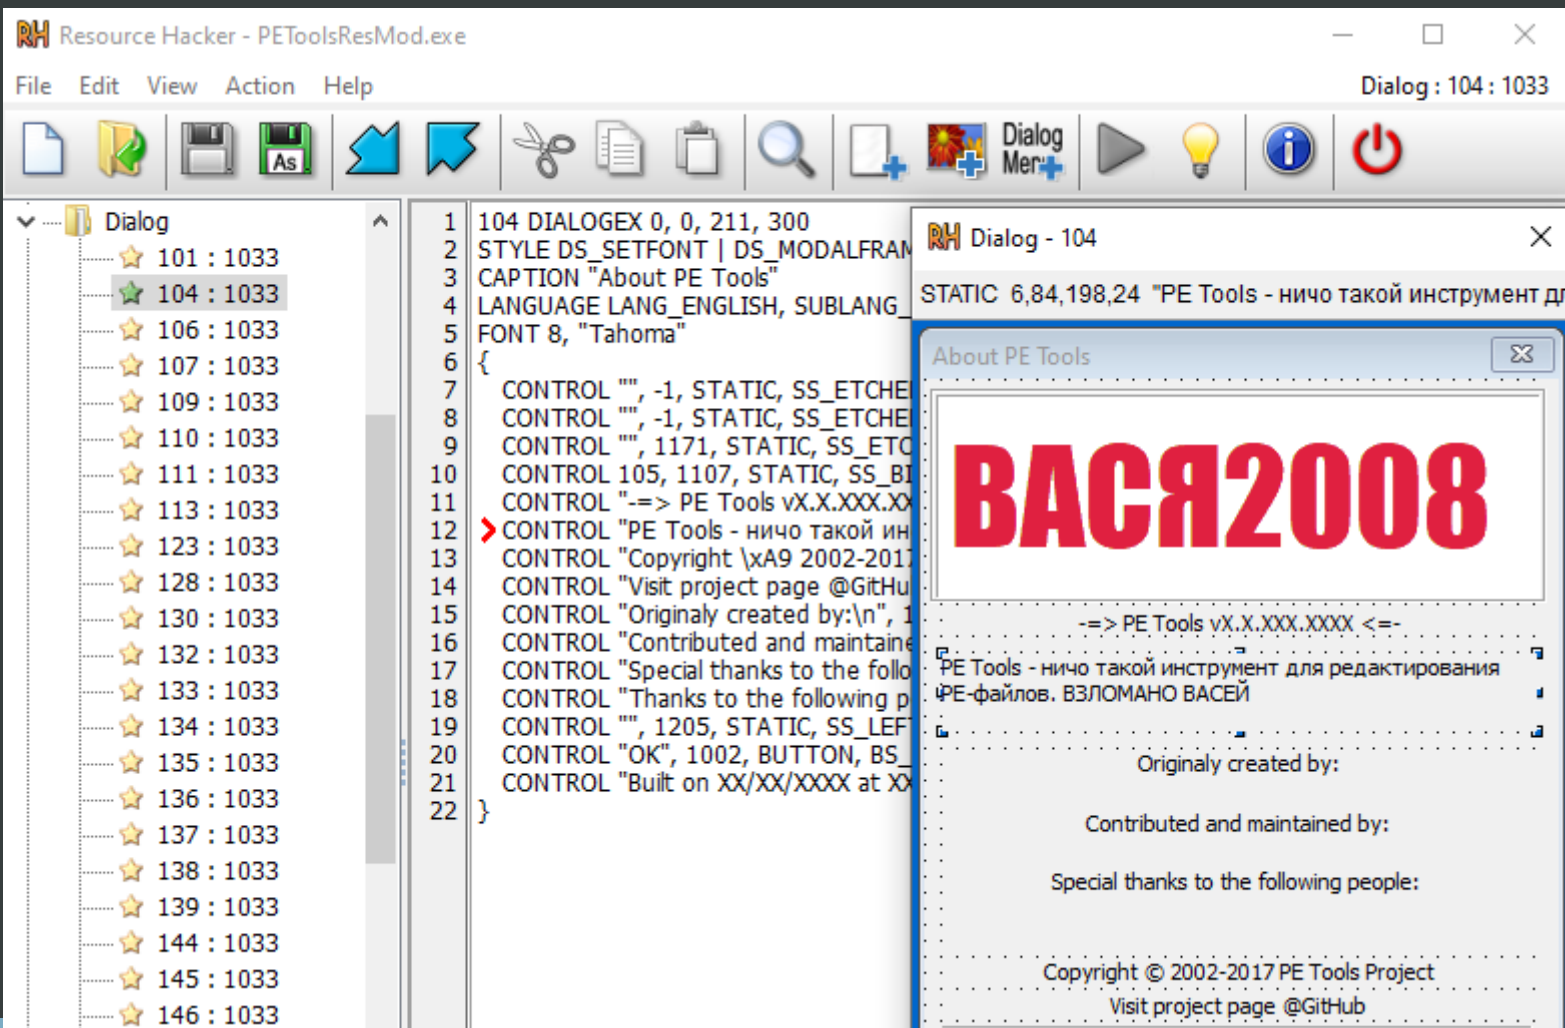 RH Resource Hacker - PEToolsResMod.exe
File Edit View Action Help
Dialog : 104 : 1033
As
Dialog
Menu
Dialog
101 : 1033
104 : 1033
106 : 1033
107 : 1033
109 : 1033
110 : 1033
111 : 1033
113 : 1033
123 : 1033
128 : 1033
130 : 1033
132 : 1033
133 : 1033
134 : 1033
135 : 1033
136 : 1033
137 : 1033
138 : 1033
139 : 1033
144 : 1033
145 : 1033
146 : 1033
1 104 DIALOGEX 0, 0, 211, 300
2 STYLE DS_SETFONT | DS_MODALFRAM
3 CAPTION "About PE Tools"
4 LANGUAGE LANG_ENGLISH, SUBLANG_
5 FONT 8, "Tahoma"
6 {
7 CONTROL "", -1, STATIC, SS_ETCHE
8 CONTROL "", -1, STATIC, SS_ETCHE
9 CONTROL "", 1171, STATIC, SS_ETC
10 CONTROL 105, 1107, STATIC, SS_BI
11 CONTROL "-=> PE Tools vX.X.XXX.XX
12 CONTROL "PE Tools - ничо такой ин
13 CONTROL "Copyright \xA9 2002-2017
14 CONTROL "Visit project page @GitHu
15 CONTROL "Originaly created by:\n", 1
16 CONTROL "Contributed and maintaine
17 CONTROL "Special thanks to the follo
18 CONTROL "Thanks to the following p
19 CONTROL "", 1205, STATIC, SS_LEF
20 CONTROL "OK", 1002, BUTTON, BS_
21 CONTROL "Built on XX/XX/XXXX at XX
22 }
RH Dialog - 104
STATIC 6,84,198,24 "PE Tools - ничо такой инструмент дл
About PE Tools
ВАСЯ2008
-=> PE Tools vX.X.XXX.XXXX <=-
PE Tools - ничо такой инструмент для редактирования
PE-файлов. ВЗЛОМАНО ВАСЕЙ
Originaly created by:
Contributed and maintained by:
Special thanks to the following people:
Copyright © 2002-2017 PE Tools Project
Visit project page @GitHub